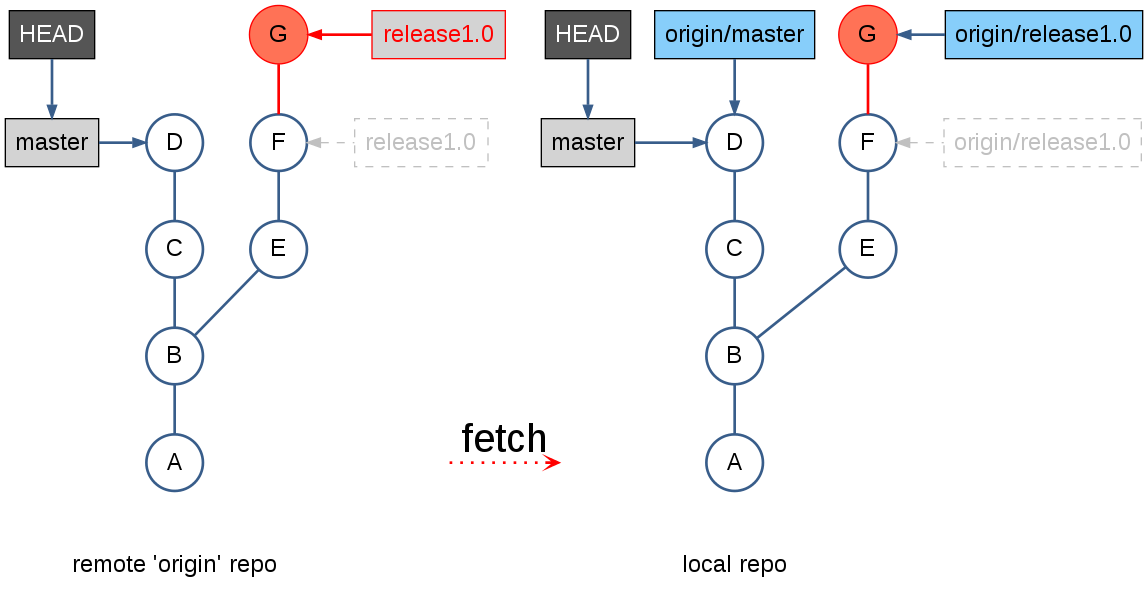 HEAD
G
release1.0
HEAD
origin/master
G
origin/release1.0
master
D
F
release1.0
master
D
F
origin/release1.0
C
E
C
E
B
B
fetch
A
A
remote 'origin' repo
local repo